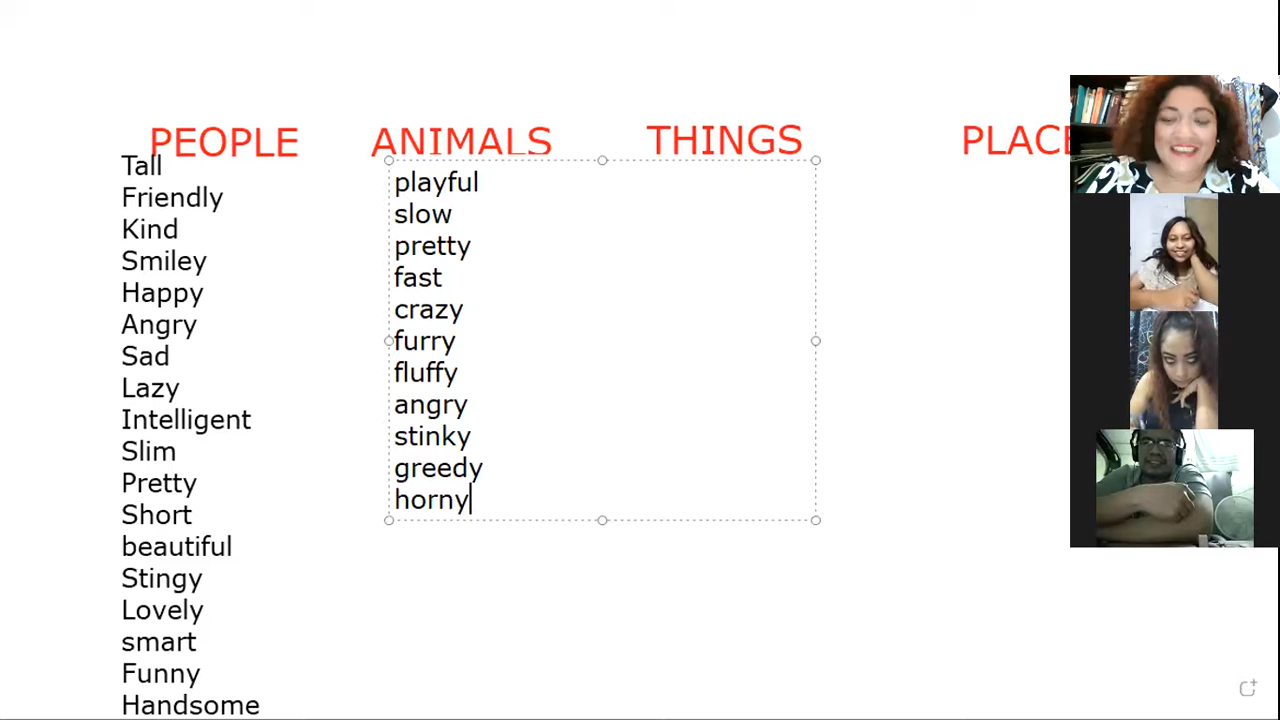 PEOPLE ANIMALS THINGS PLACE
Tall
Friendly
Kind
Smiley
Happy
Angry
Sad
Lazy
Intelligent
Slim
Pretty
Short
beautiful
Stingy
Lovely
smart
Funny
Handsome
playful
slow
pretty
fast
crazy
furry
fluffy
angry
stinky
greedy
horny